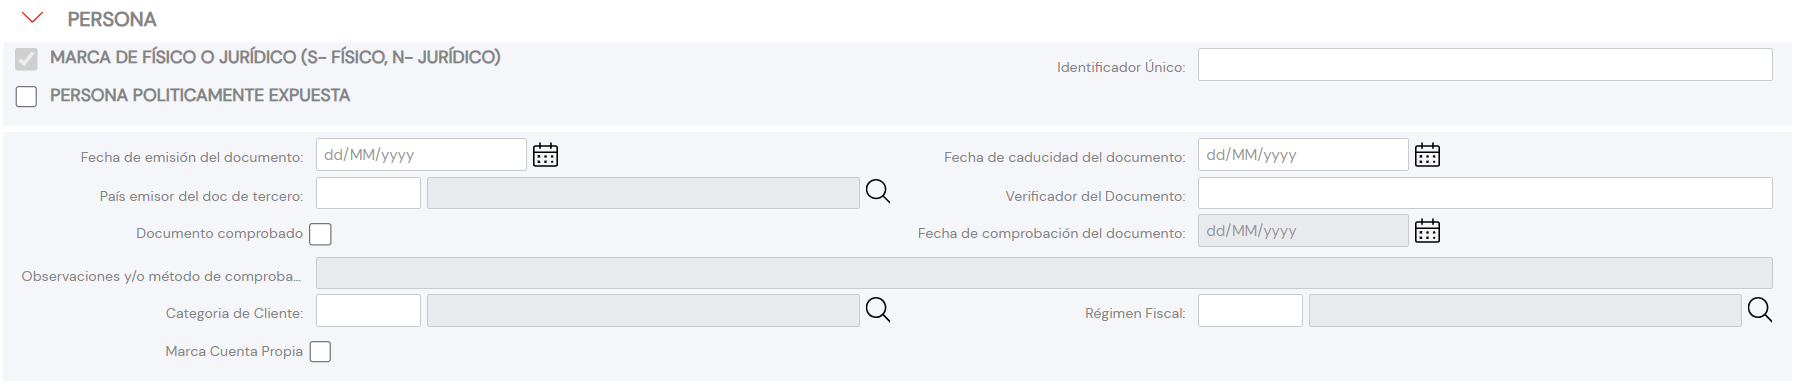 PERSONA
MARCA DE FÍSICO O JURÍDICO (S- FÍSICO, N- JURÍDICO)
Identificador Único:
PERSONA POLITICAMENTE EXPUESTA
Fecha de emisión del documento: dd/MM/yyyy
Fecha de caducidad del documento: dd/MM/yyyy
País emisor del doc de tercero:
Verificador del Documento:
Documento comprobado
Fecha de comprobación del documento: dd/MM/yyyy
Observaciones y/o método de comproba...
Categoria de Cliente:
Régimen Fiscal:
Marca Cuenta Propia